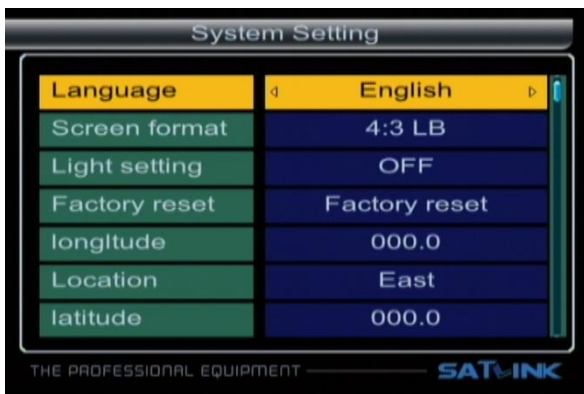 System Setting
Language English
Screen format 4:3 LB
Light setting OFF
Factory reset Factory reset
longltude 000.0
Location East
latitude 000.0
THE PROFESSIONAL EQUIPMENT SATLINK